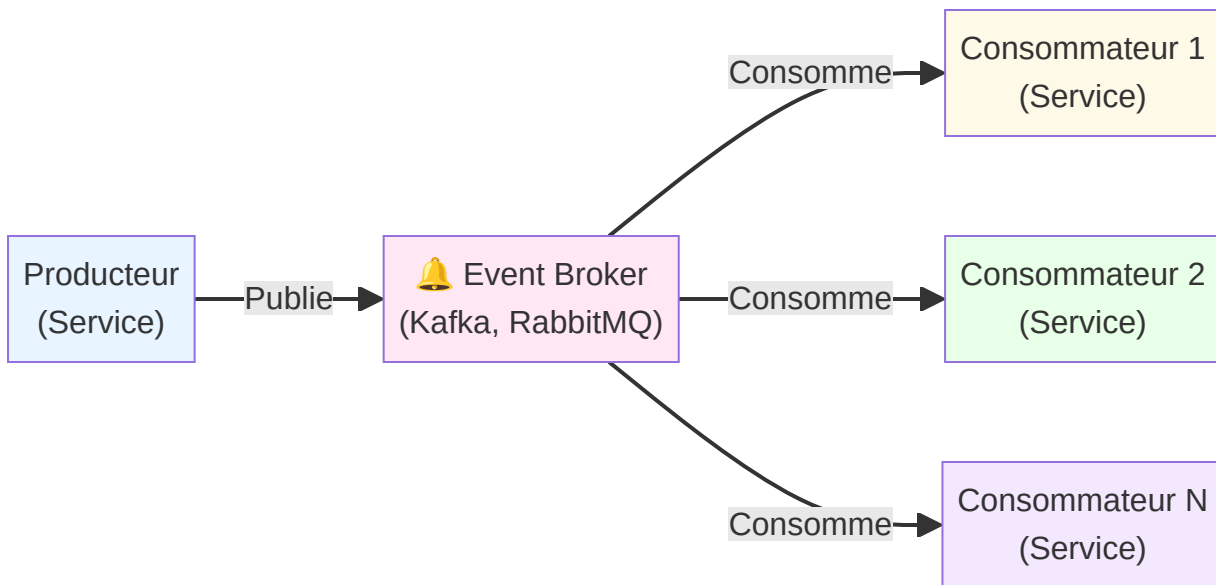 Producteur
(Service)
Publie
🔔 Event Broker
(Kafka, RabbitMQ)
Consomme
Consommateur 1
(Service)
Consomme
Consommateur 2
(Service)
Consomme
Consommateur N
(Service)